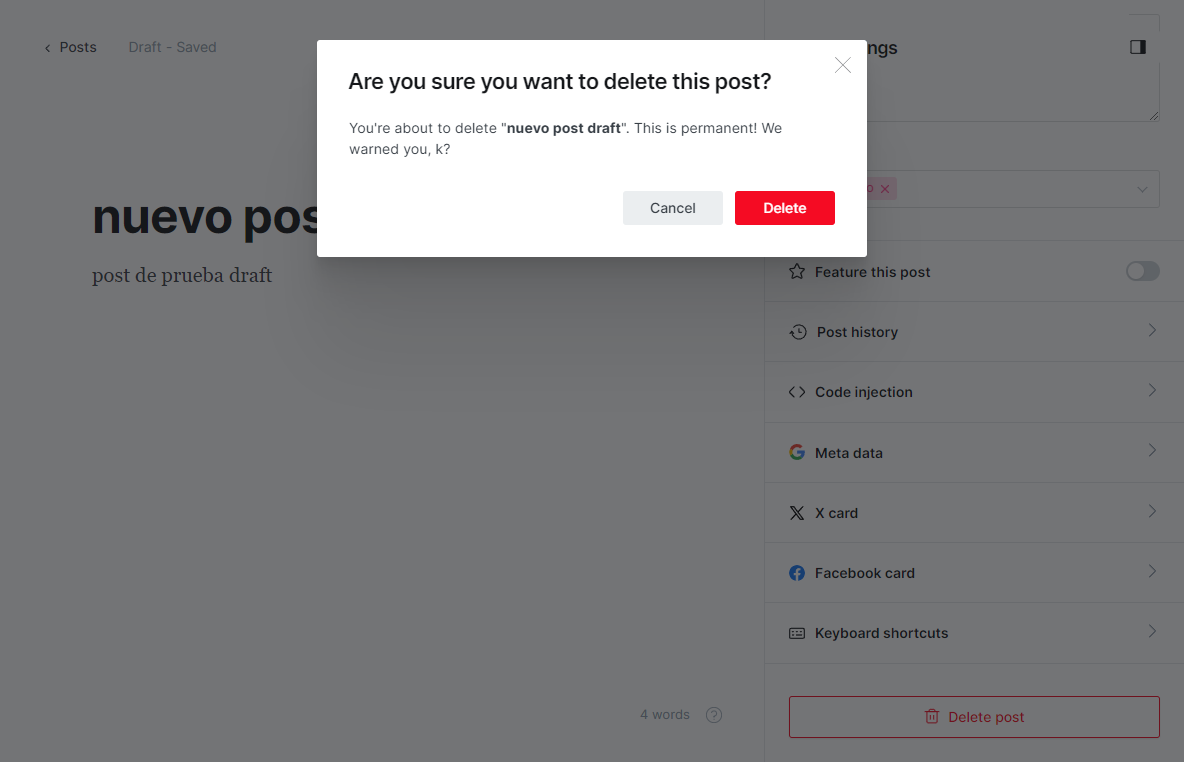 Posts
Draft - Saved
Are you sure you want to delete this post?
You're about to delete "nuevo post draft". This is permanent! We
warned you, k?
Cancel
Delete
nuevo pos
post de prueba draft
ngs
Feature this post
Post history
Code injection
Meta data
X card
Facebook card
Keyboard shortcuts
4 words
?
Delete post